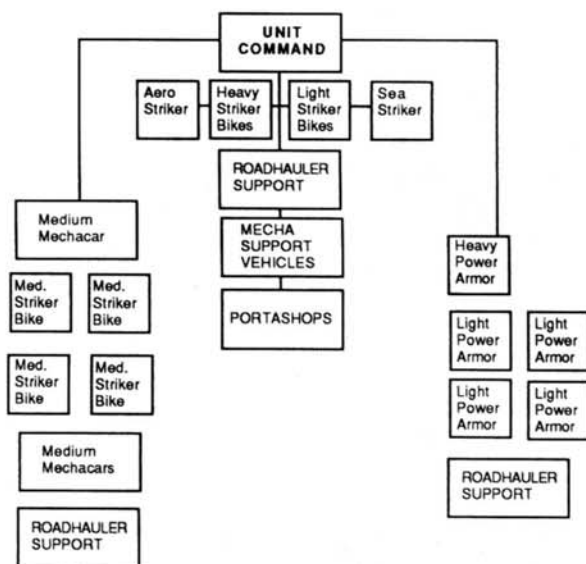 UNIT
COMMAND
Aero
Striker
Heavy
Striker
Bikes
Light
Striker
Bikes
Sea
Striker
ROADHAULER
SUPPORT
MECHA
SUPPORT
VEHICLES
PORTASHOPS
Medium
Mechacar
Med.
Striker
Bike
Med.
Striker
Bike
Med.
Striker
Bike
Med.
Striker
Bike
Medium
Mechacars
ROADHAULER
SUPPORT
Heavy
Power
Armor
Light
Power
Armor
Light
Power
Armor
Light
Power
Armor
Light
Power
Armor
ROADHAULER
SUPPORT